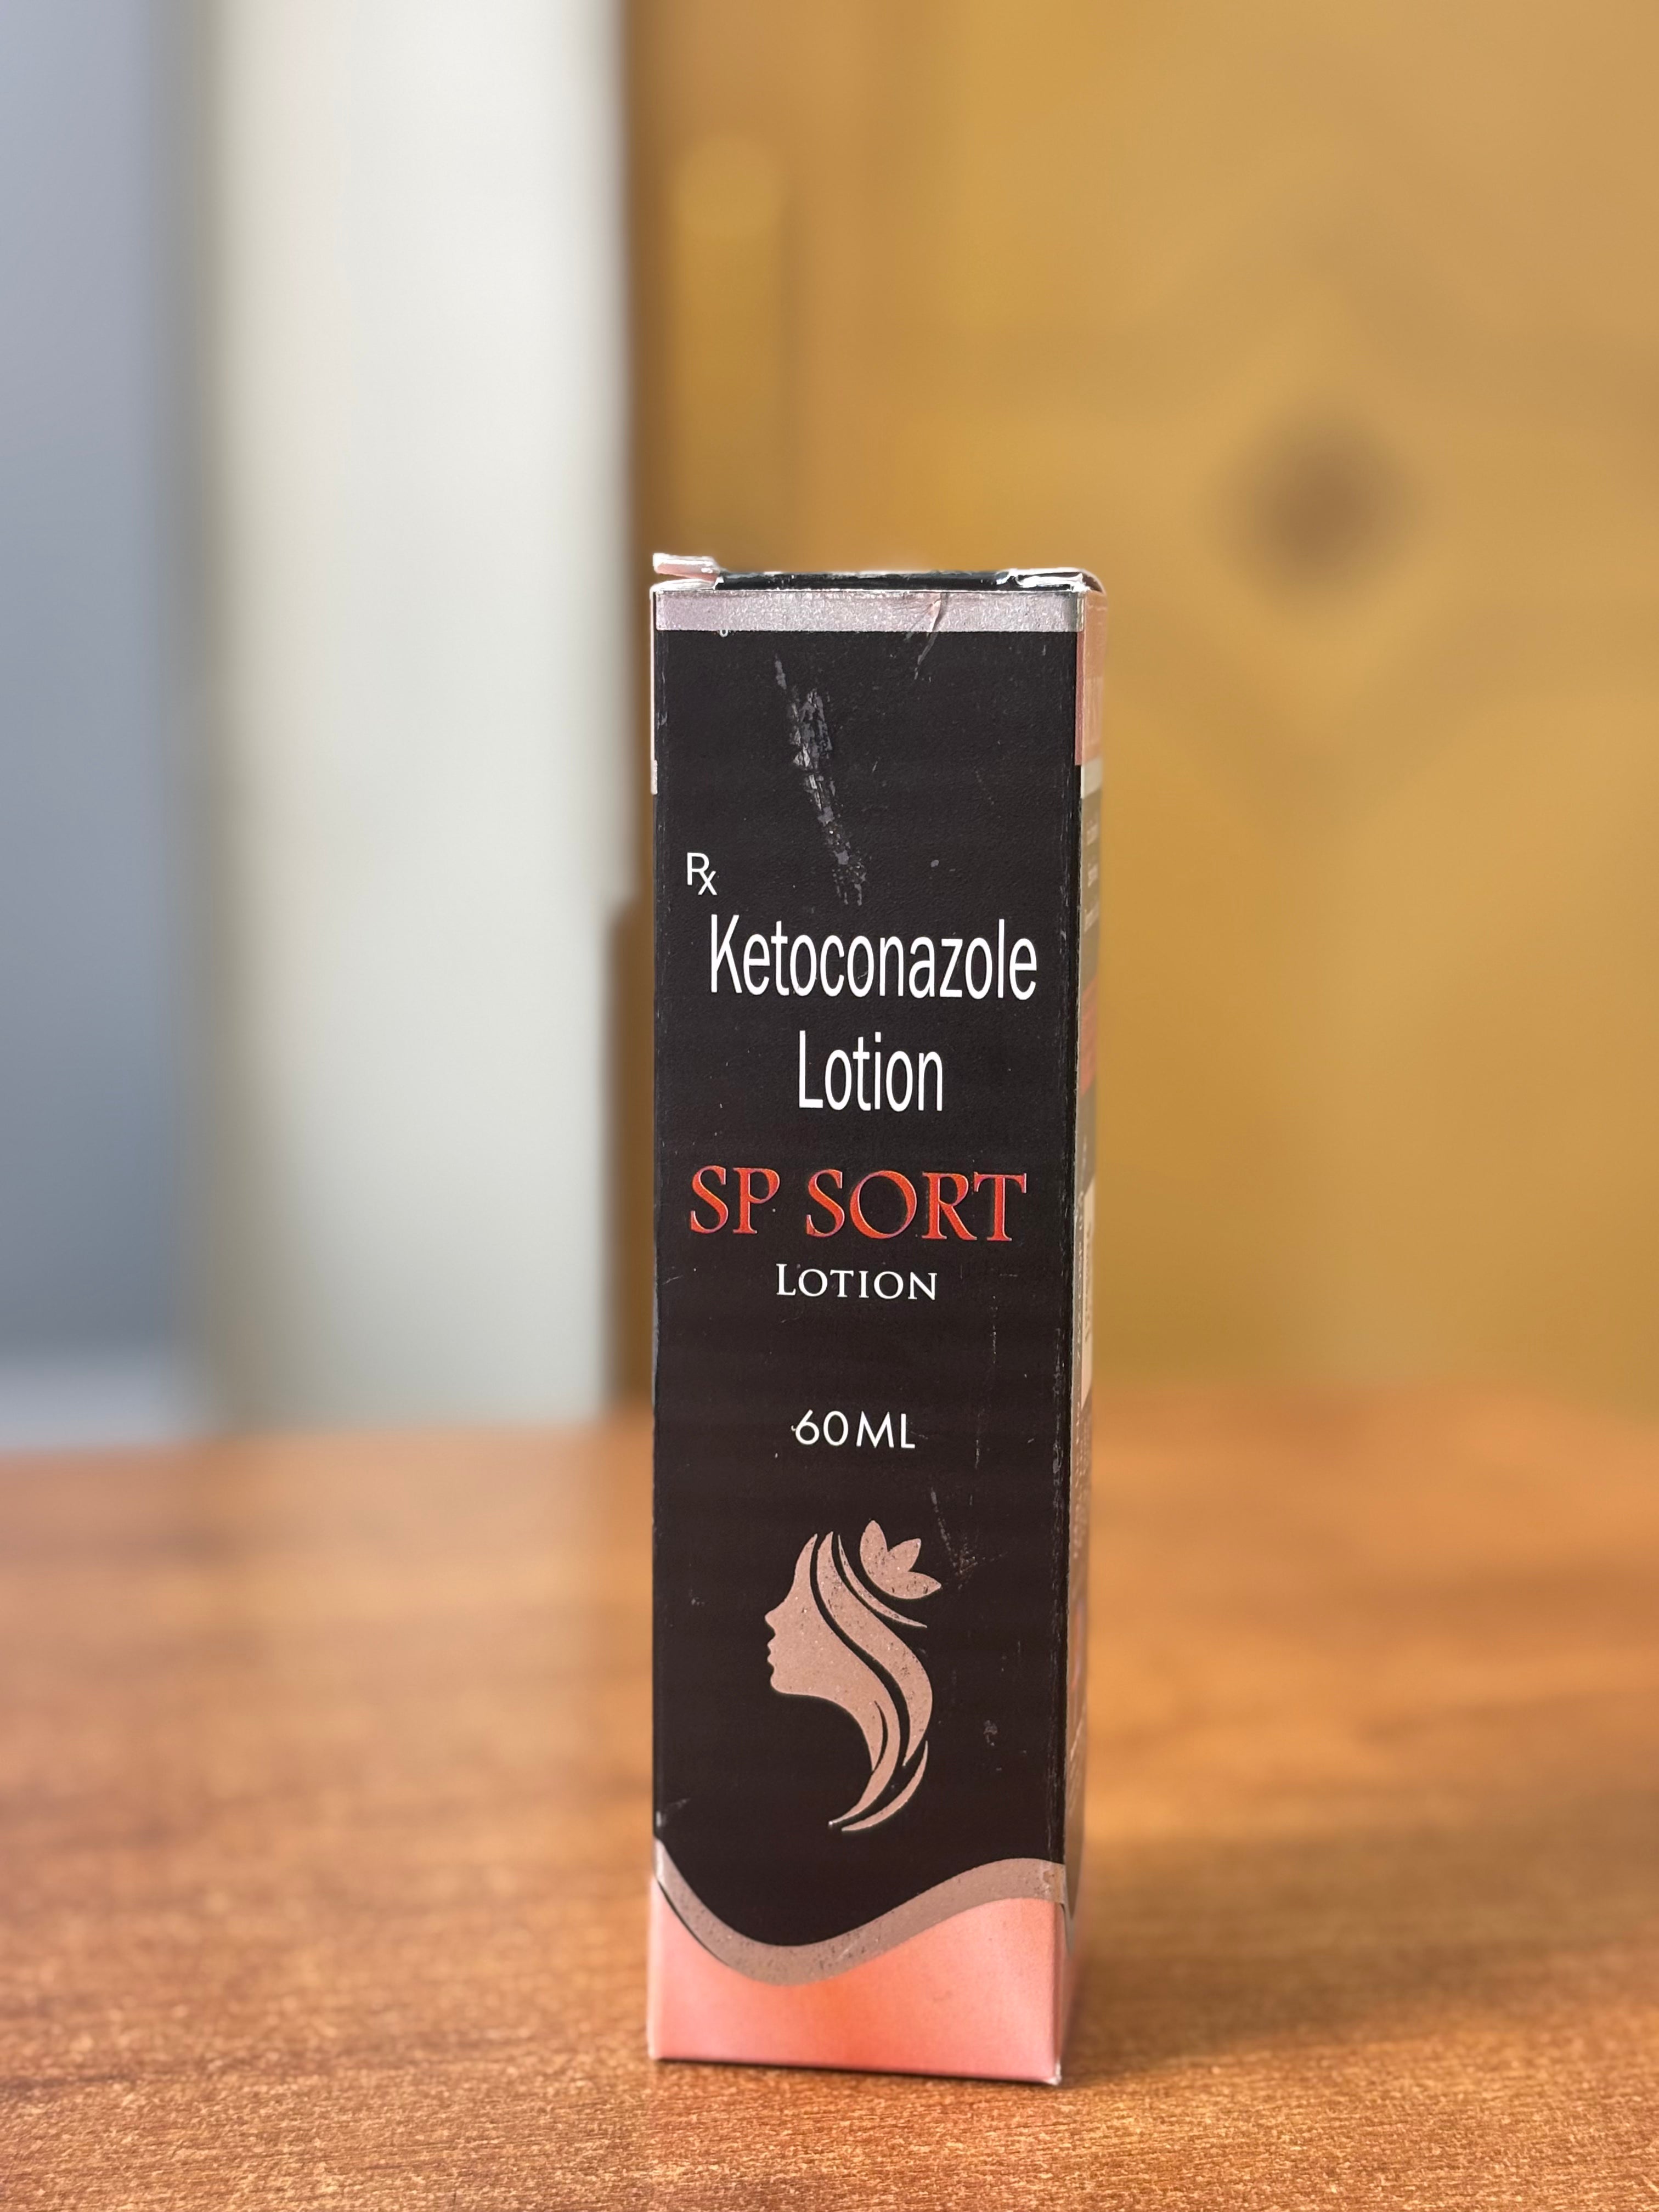 Rx
Ketoconazole
Lotion
SP SORT
LOTION
60ML